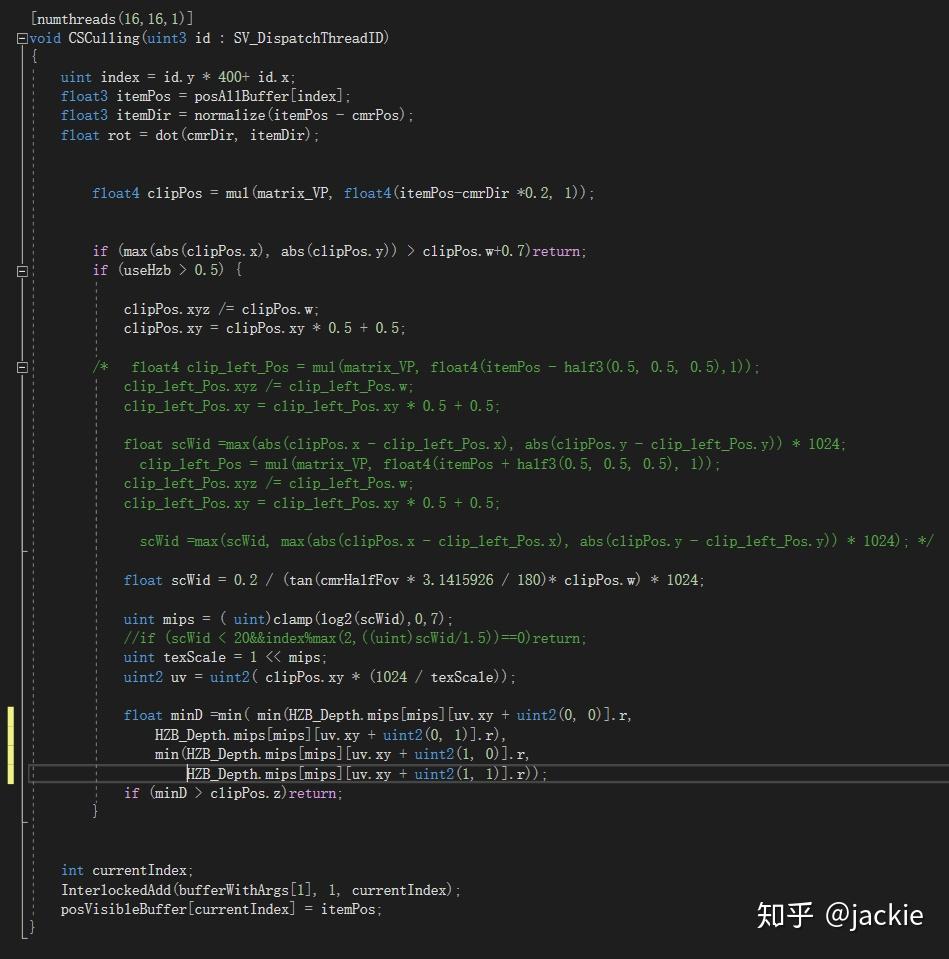 [numthreads(16,16,1)]
void CSCulling(uint3 id : SV_DispatchThreadID)
{
uint index = id.y * 400+ id.x;
float3 itemPos = posAllBuffer[index];
float3 itemDir = normalize(itemPos - cmrPos);
float rot = dot(cmrDir, itemDir);
float4 clipPos = mul(matrix_VP, float4(itemPos-cmrDir *0.2, 1));
if (max(abs(clipPos.x), abs(clipPos.y)) > clipPos.w+0.7)return;
if (useHzb > 0.5) {
clipPos.xyz /= clipPos.w;
clipPos.xy = clipPos.xy * 0.5 + 0.5;
/* float4 clip_left_Pos = mul(matrix_VP, float4(itemPos - half3(0.5, 0.5, 0.5),1));
clip_left_Pos.xyz /= clip_left_Pos.w;
clip_left_Pos.xy = clip_left_Pos.xy * 0.5 + 0.5;
float scWid =max(abs(clipPos.x - clip_left_Pos.x), abs(clipPos.y - clip_left_Pos.y)) * 1024;
clip_left_Pos = mul(matrix_VP, float4(itemPos + half3(0.5, 0.5, 0.5), 1));
clip_left_Pos.xyz /= clip_left_Pos.w;
clip_left_Pos.xy = clip_left_Pos.xy * 0.5 + 0.5;
scWid =max(scWid, max(abs(clipPos.x - clip_left_Pos.x), abs(clipPos.y - clip_left_Pos.y)) * 1024); */
float scWid = 0.2 / (tan(cmrHalfFov * 3.1415926 / 180)* clipPos.w) * 1024;
uint mips = ( uint)clamp(log2(scWid),0,7);
//if (scWid < 20&&index%max(2,((uint)scWid/1.5))==0)return;
uint texScale = 1 << mips;
uint2 uv = uint2( clipPos.xy * (1024 / texScale));
float minD =min( min(HZB_Depth.mips[mips][uv.xy + uint2(0, 0)].r,
HZB_Depth.mips[mips][uv.xy + uint2(0, 1)].r),
min(HZB_Depth.mips[mips][uv.xy + uint2(1, 0)].r,
HZB_Depth.mips[mips][uv.xy + uint2(1, 1)].r));
if (minD > clipPos.z)return;
}
int currentIndex;
InterlockedAdd(bufferWithArgs[1], 1, currentIndex);
posVisibleBuffer[currentIndex] = itemPos;
}
知乎 @jackie